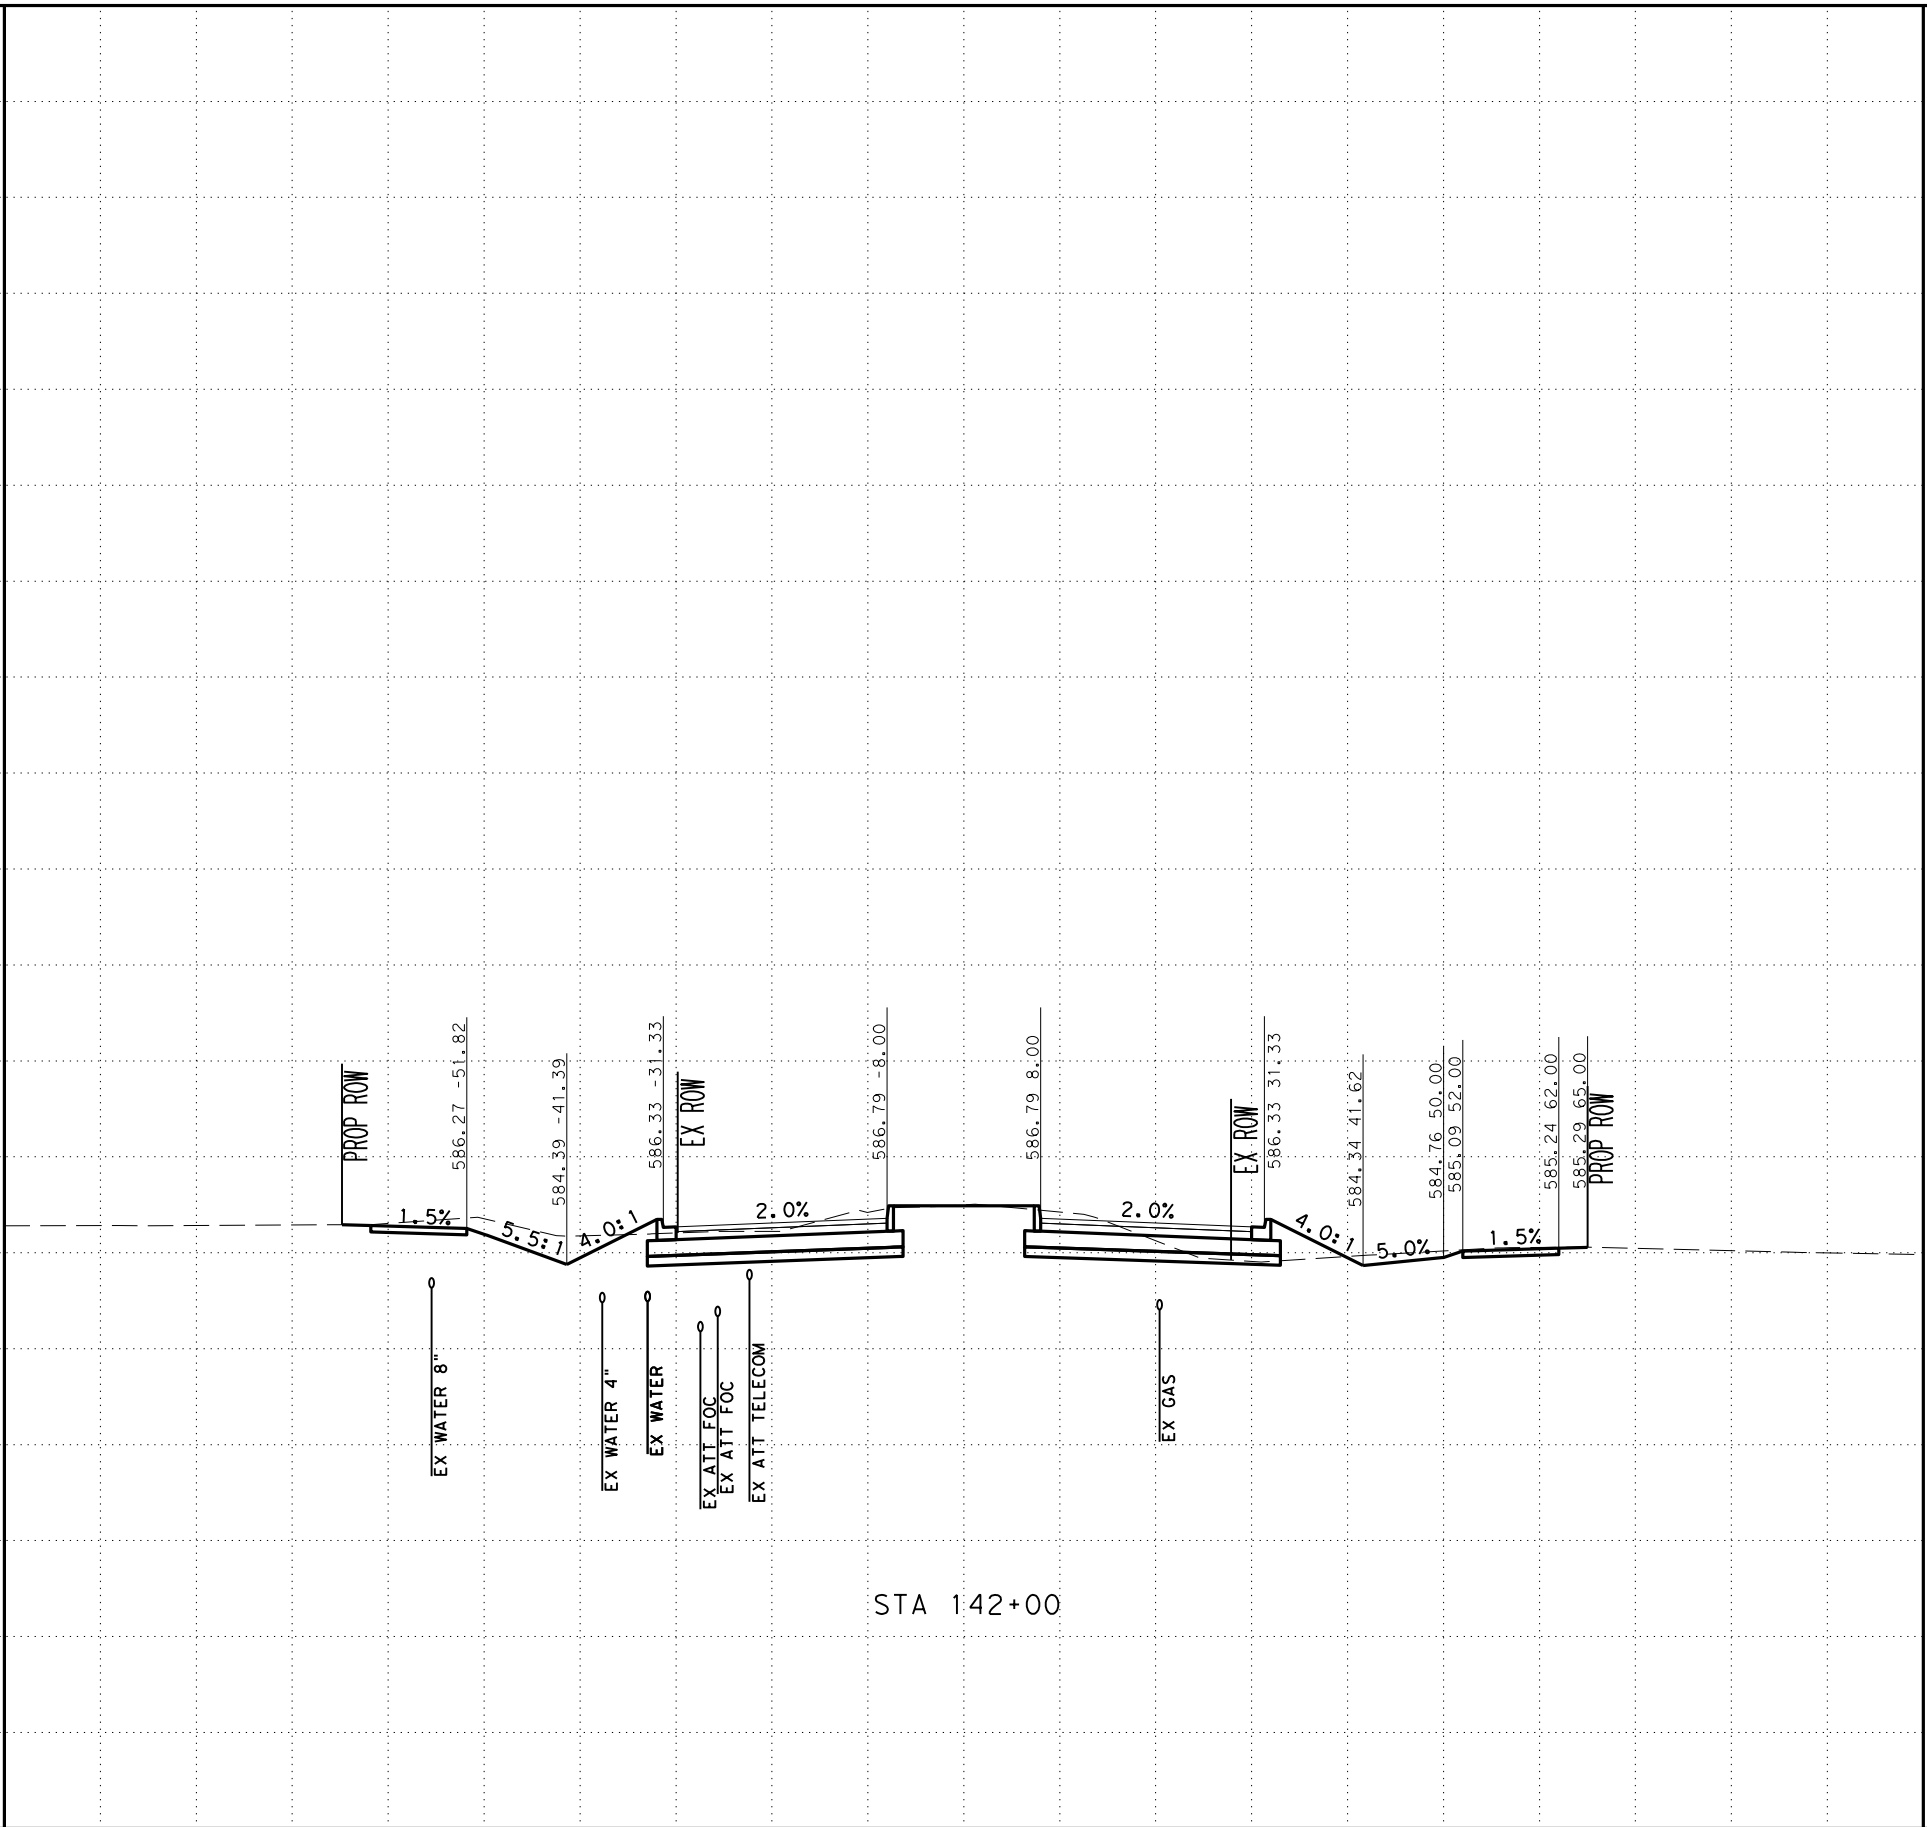 PROP ROW
586.27 -51.82
584.39 -41.39
586.33 -31.33
EX ROW
586.79 -8.00
586.79 8.00
EX ROW
586.33 31.33
584.34 41.62
584.76 50.00
585.09 52.00
585.24 62.00
585.29 65.00
PROP ROW
1.5%
5.5:1
4.0:1
2.0%
2.0%
4.0:1
5.0%
1.5%
EX WATER 8"
EX WATER 4"
EX WATER
EX ATT FOC
EX ATT FOC
EX ATT TELECOM
EX GAS
STA 142+00